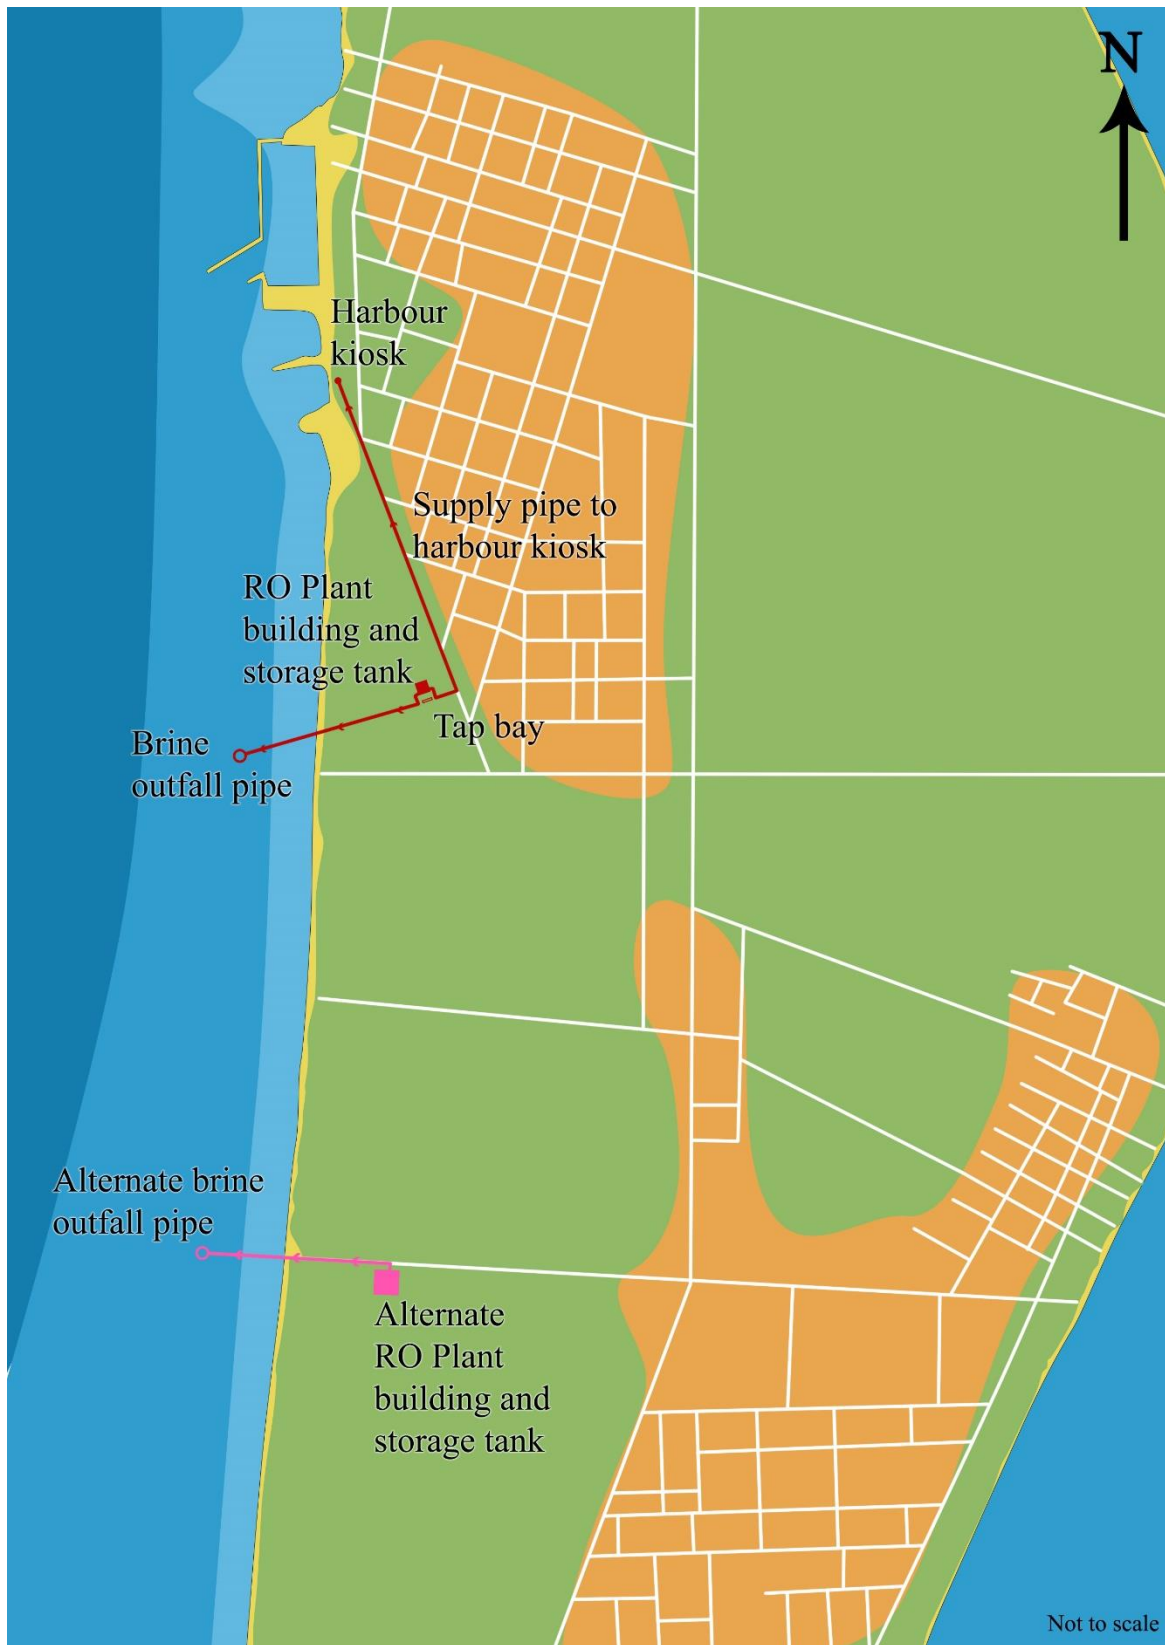 N
Harbour
kiosk
Supply pipe to
harbour kiosk
RO Plant
building and
storage tank
Tap bay
Brine
outfall pipe
Alternate brine
outfall pipe
Alternate
RO Plant
building and
storage tank
Not to scale